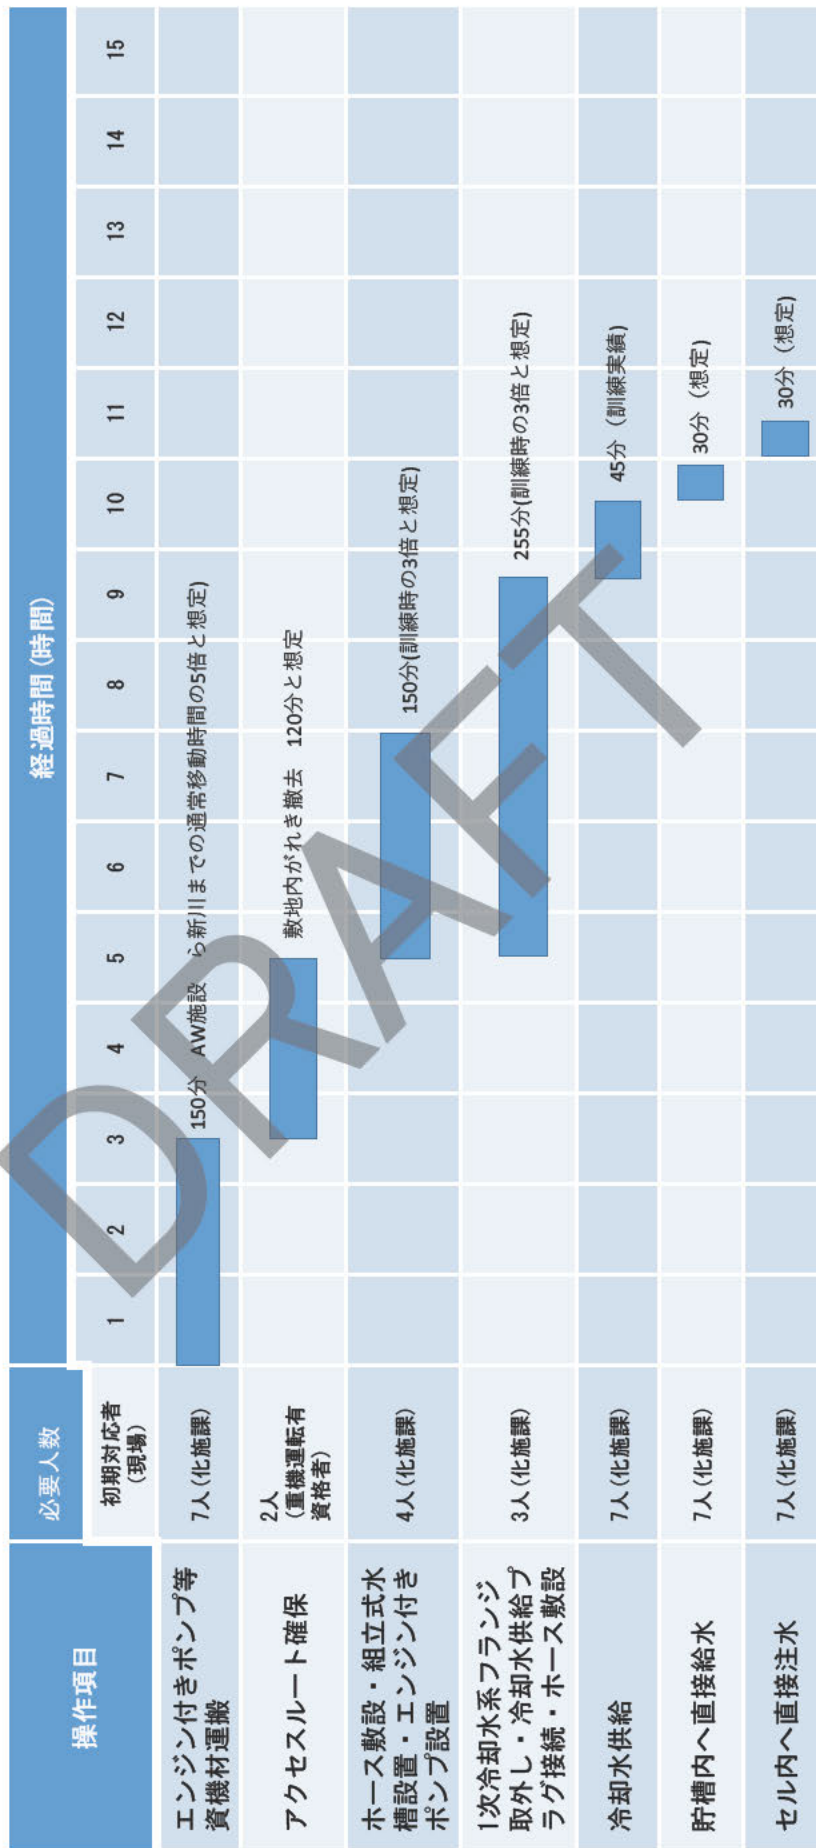 操作項目
必要人数
経過時間(時間)
初期対応者
(現場)
1
2
3
4
5
6
7
8
9
10
11
12
13
14
15
エンジン付きポンプ等
資機材運搬
7人(化施課)
150分 AW施設 ら新川までの通常移動時間の5倍と想定)
アクセスルート確保
2人
(重機運転有
資格者)
敷地内がれき撤去 120分と想定
ホース敷設・組立式水
槽設置・エンジン付き
ポンプ設置
4人(化施課)
150分(訓練時の3倍と想定)
1次冷却水系フランジ
取外し・冷却水供給プ
ラグ接続・ホース敷設
3人(化施課)
255分(訓練時の3倍と想定)
冷却水供給
7人(化施課)
45分(訓練実績)
貯槽内へ直接給水
7人(化施課)
30分(想定)
セル内へ直接注水
7人(化施課)
30分(想定)
DRAFT